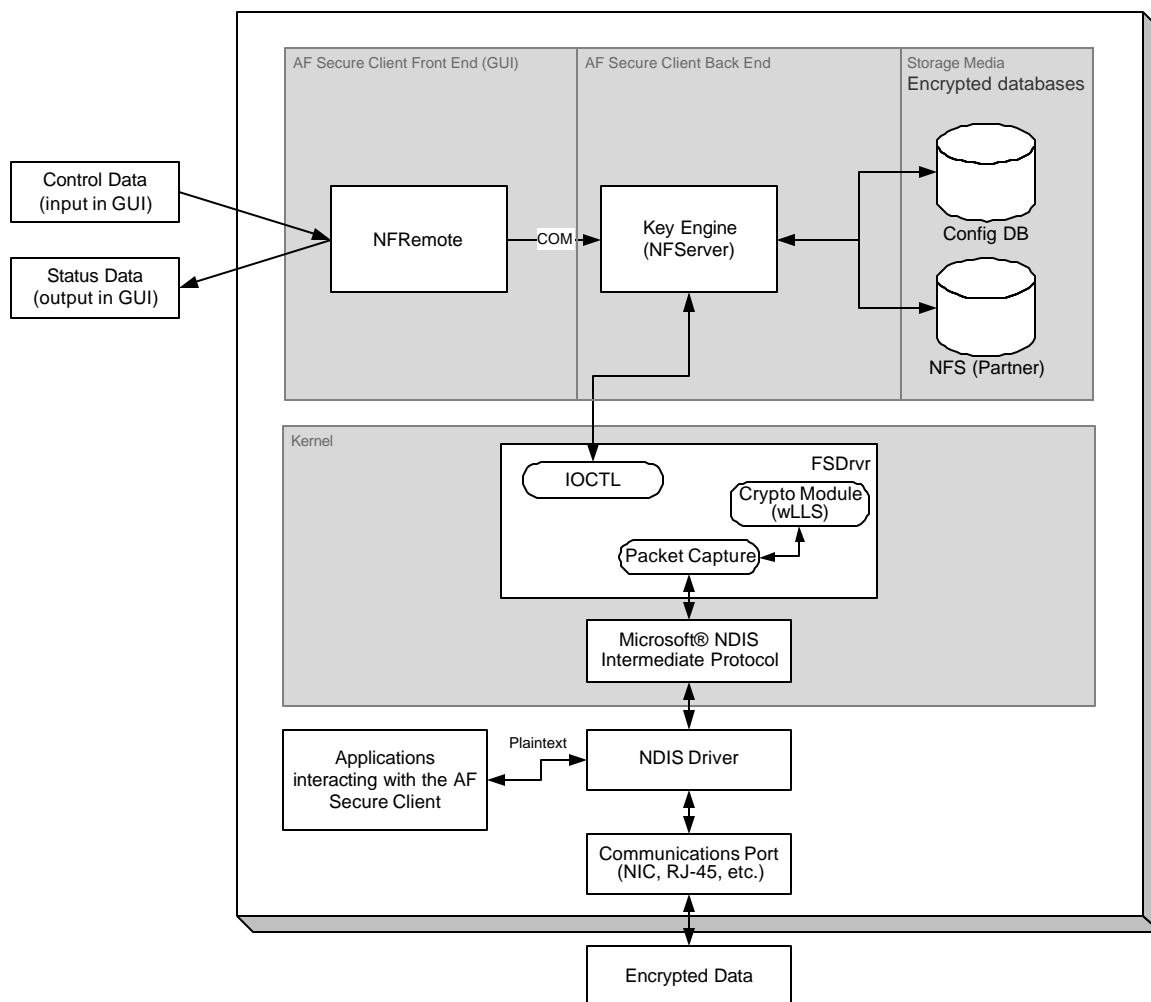 AF Secure Client Front End (GUI)
AF Secure Client Back End
Storage Media
Encrypted databases
Control Data
(input in GUI)
Status Data
(output in GUI)
NFRemote
COM
Key Engine
(NFServer)
Config DB
NFS (Partner)
Kernel
FSDrvr
IOCTL
Crypto Module
(wLLS)
Packet Capture
Microsoft® NDIS
Intermediate Protocol
Applications
interacting with the AF
Secure Client
Plaintext
NDIS Driver
Communications Port
(NIC, RJ-45, etc.)
Encrypted Data